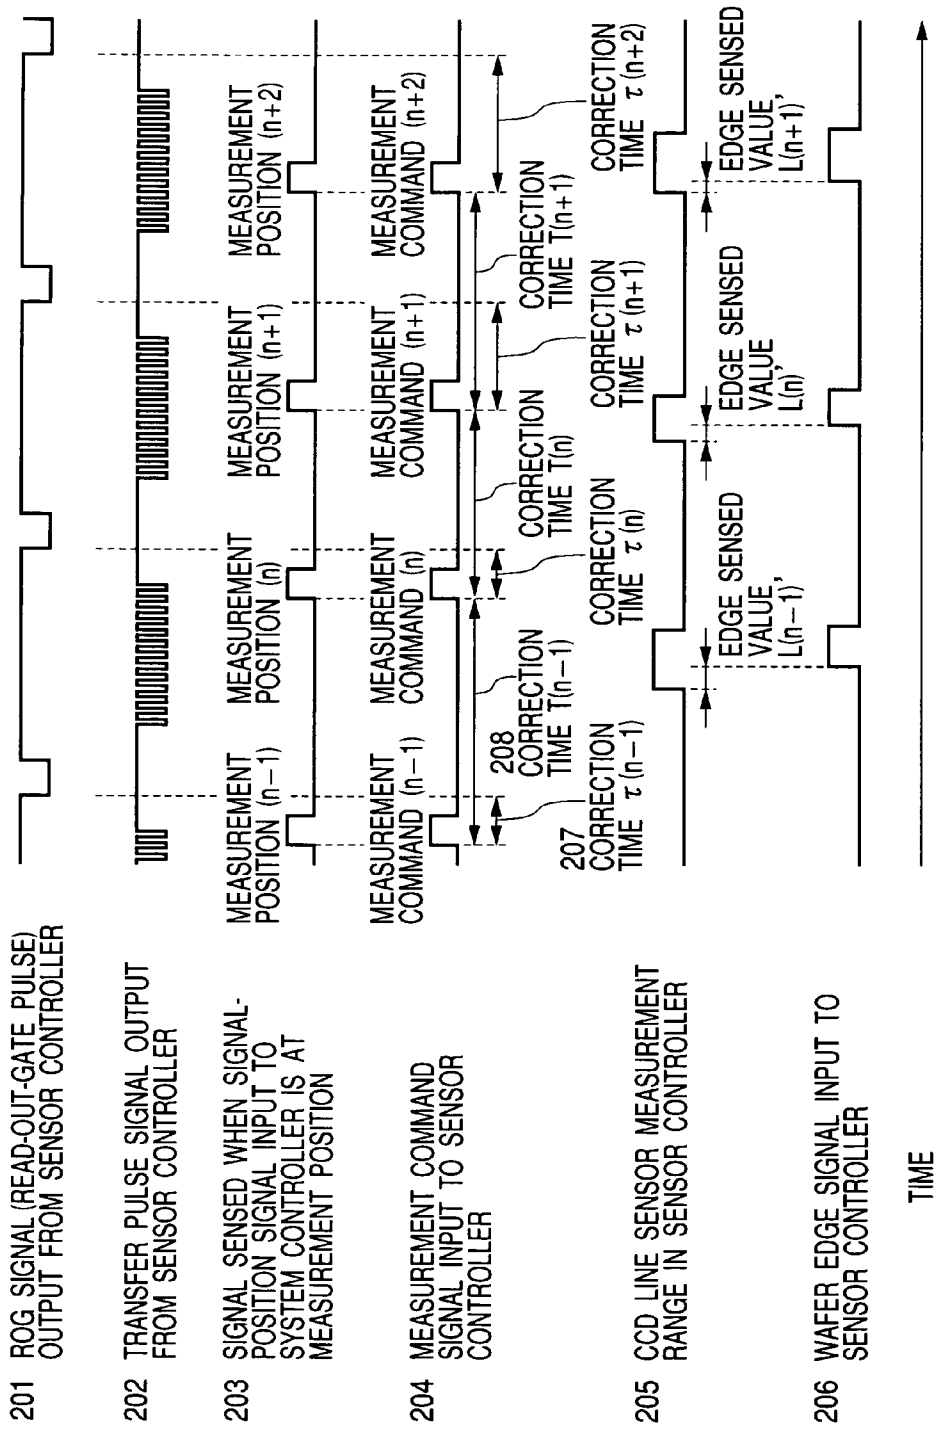 201 ROG SIGNAL (READ-OUT-GATE PULSE)
OUTPUT FROM SENSOR CONTROLLER
202 TRANSFER PULSE SIGNAL OUTPUT
FROM SENSOR CONTROLLER
203 SIGNAL SENSED WHEN SIGNAL-
POSITION SIGNAL INPUT TO
SYSTEM CONTROLLER IS AT
MEASUREMENT POSITION
MEASUREMENT
POSITION (n−1)
MEASUREMENT
POSITION (n)
MEASUREMENT
POSITION (n+1)
MEASUREMENT
POSITION (n+2)
204 MEASUREMENT COMMAND
SIGNAL INPUT TO SENSOR
CONTROLLER
MEASUREMENT
COMMAND (n−1)
MEASUREMENT
COMMAND (n)
MEASUREMENT
COMMAND (n+1)
MEASUREMENT
COMMAND (n+2)
208
CORRECTION
TIME T(n−1)
CORRECTION
TIME T(n)
CORRECTION
TIME T(n+1)
207
CORRECTION
TIME τ (n−1)
CORRECTION
TIME τ (n)
CORRECTION
TIME τ (n+1)
CORRECTION
TIME τ (n+2)
205 CCD LINE SENSOR MEASUREMENT
RANGE IN SENSOR CONTROLLER
EDGE SENSED
VALUE,
L(n−1)'
EDGE SENSED
VALUE
L(n)'
EDGE SENSED
VALUE,
L(n+1)'
206 WAFER EDGE SIGNAL INPUT TO
SENSOR CONTROLLER
TIME